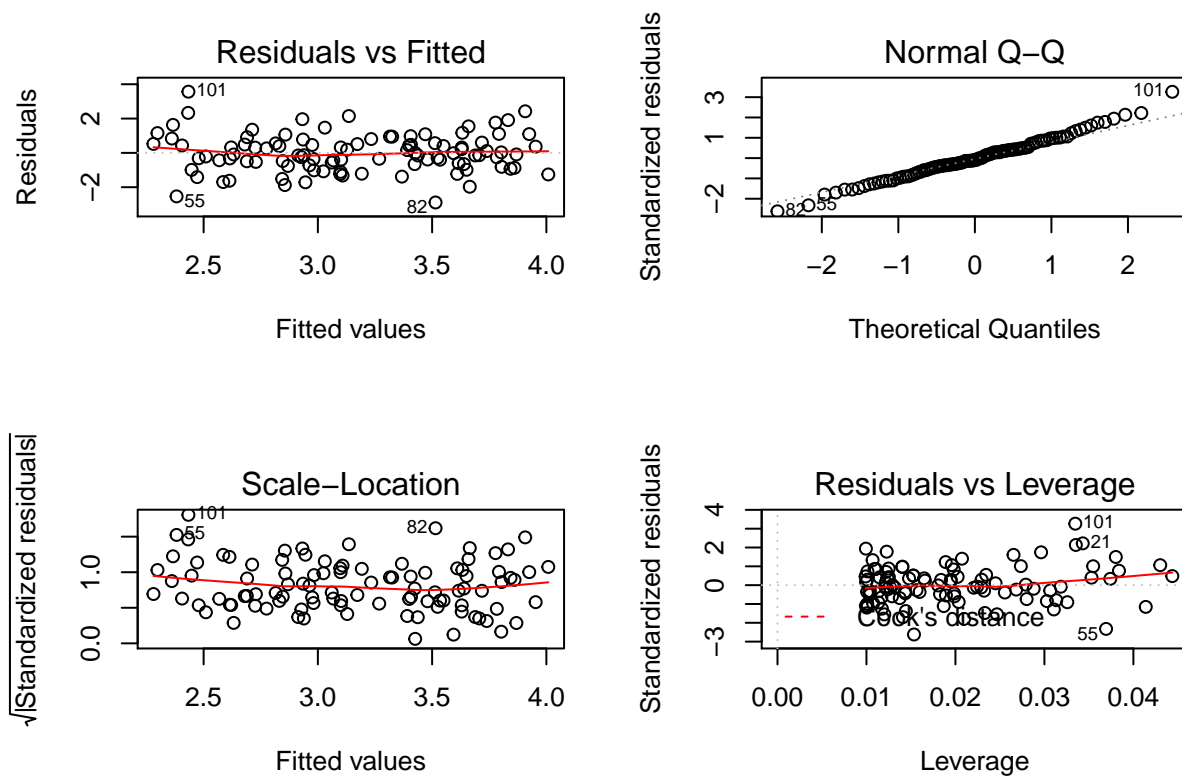 Residuals vs Fitted
Residuals
2
−2
101
55
82
2.5 3.0 3.5 4.0
Fitted values
Normal Q−Q
Standardized residuals
3
1
−2
101
82
55
−2 −1 0 1 2
Theoretical Quantiles
Scale−Location
√|Standardized residuals|
1.0
0.0
101
55
82
2.5 3.0 3.5 4.0
Fitted values
Residuals vs Leverage
Standardized residuals
4
2
0
−3
101
21
55
Cook's distance
0.00 0.01 0.02 0.03 0.04
Leverage